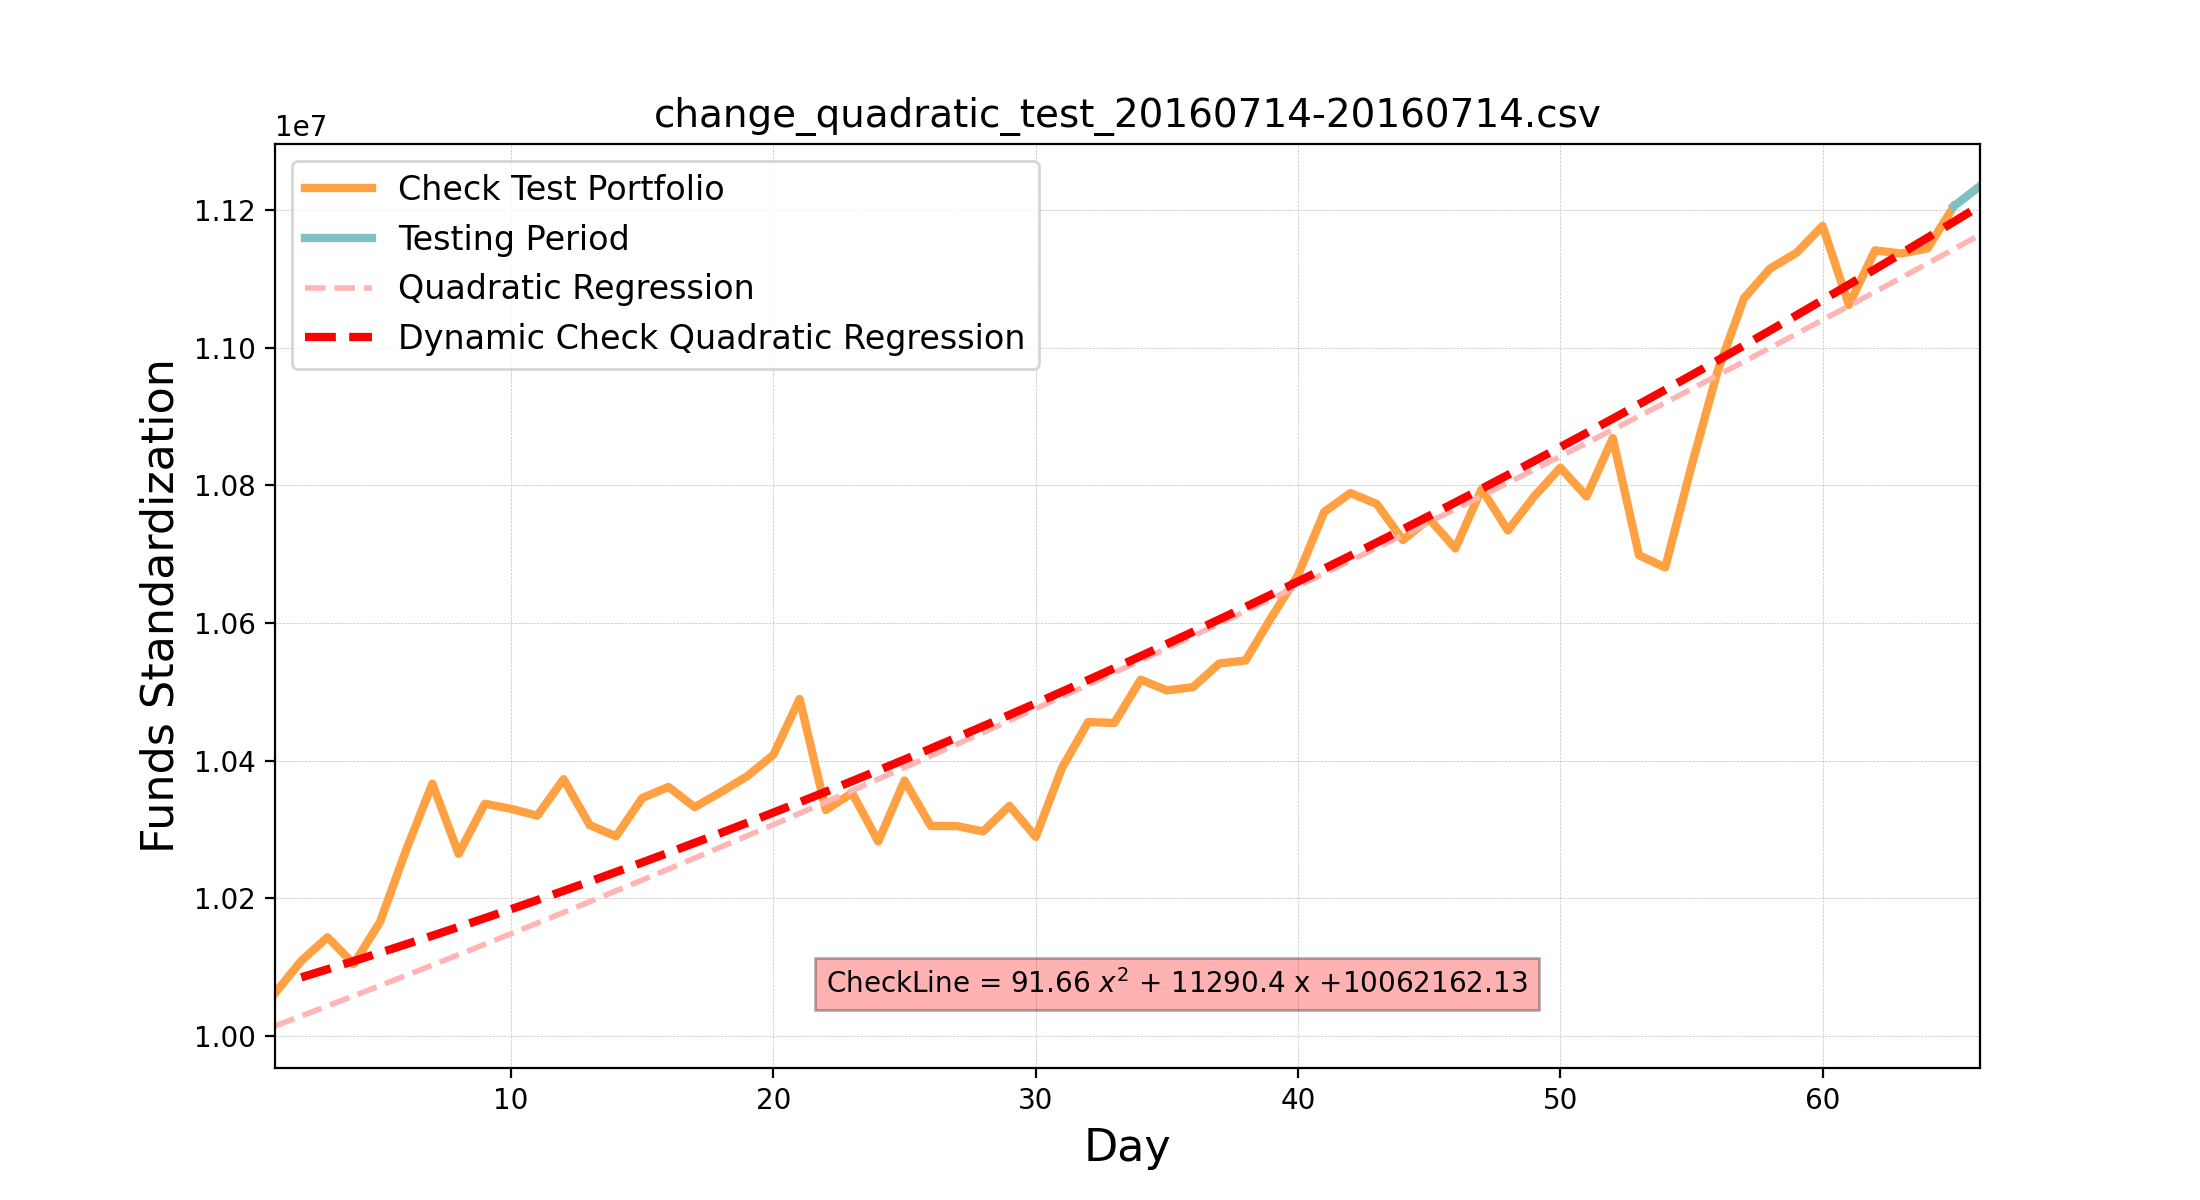 change_quadratic_test_20160714-20160714.csv
1e7
Check Test Portfolio
Testing Period
Quadratic Regression
Dynamic Check Quadratic Regression
1.12
1.10
1.08
1.06
1.04
1.02
1.00
Funds Standardization
CheckLine = 91.66 x² + 11290.4 x +10062162.13
10 20 30 40 50 60
Day